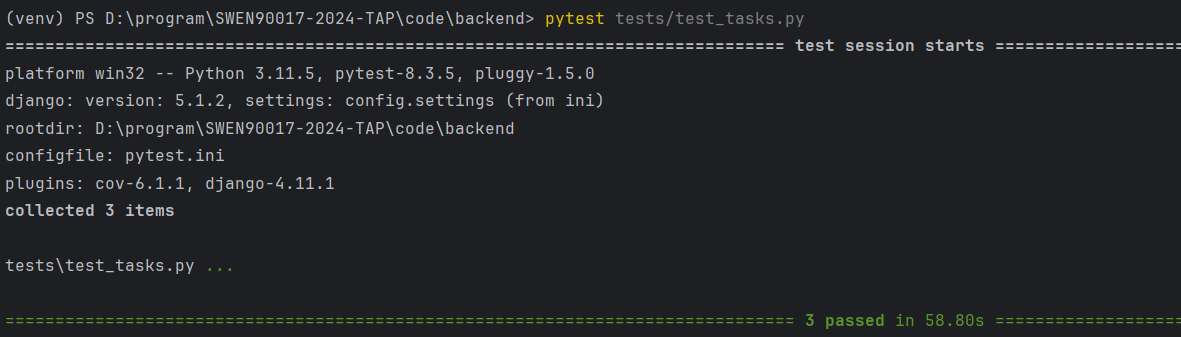 (venv) PS D:\program\SWEN90017-2024-TAP\code\backend> pytest tests/test_tasks.py
============================================================================== test session starts ===================
platform win32 -- Python 3.11.5, pytest-8.3.5, pluggy-1.5.0
django: version: 5.1.2, settings: config.settings (from ini)
rootdir: D:\program\SWEN90017-2024-TAP\code\backend
configfile: pytest.ini
plugins: cov-6.1.1, django-4.11.1
collected 3 items
tests\test_tasks.py ...
=============================================================================== 3 passed in 58.80s ===================